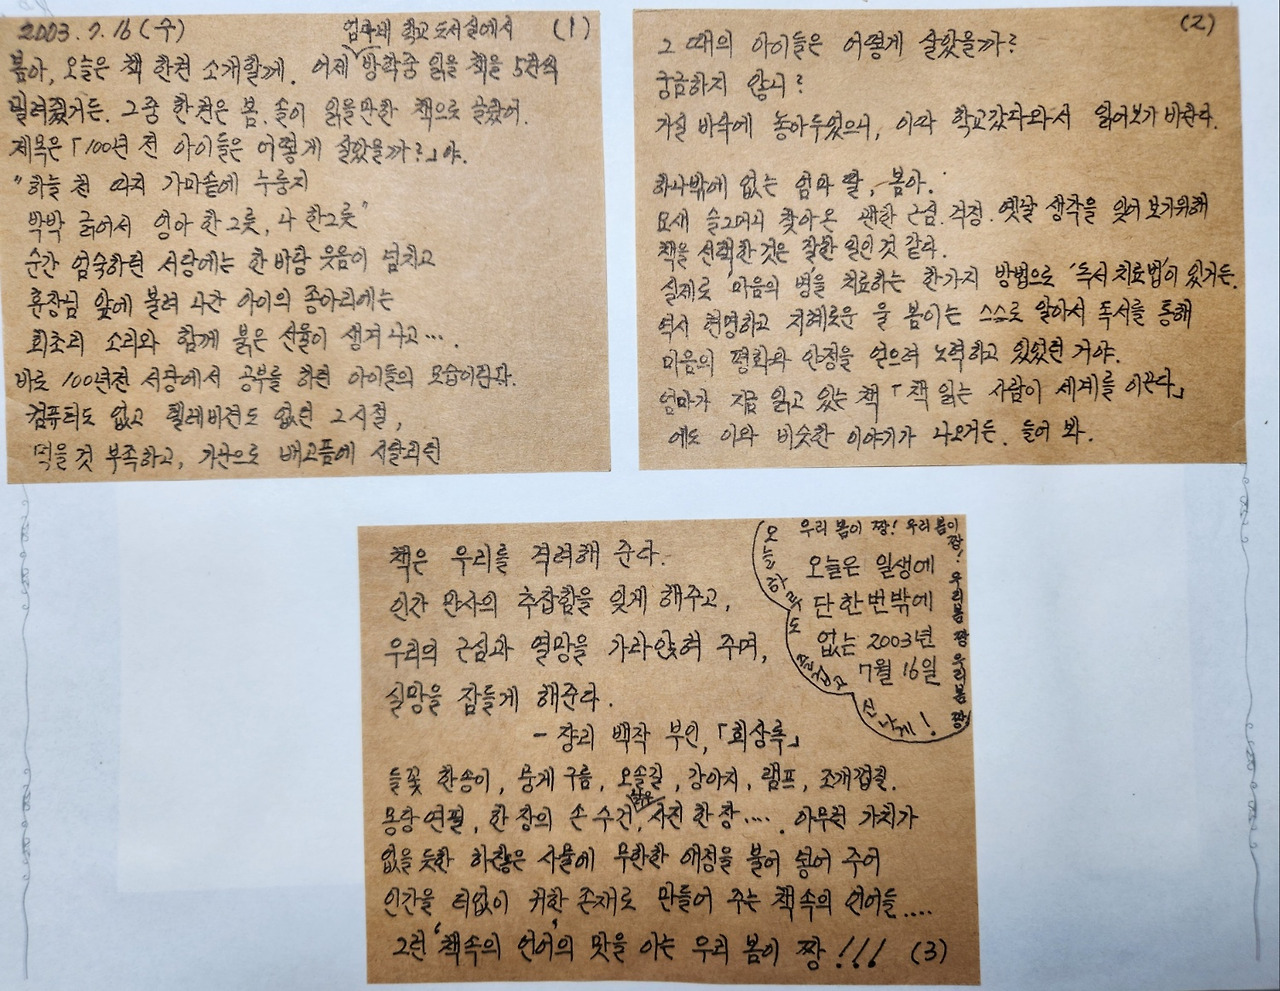 2003. 7. 16 (수) 엄마네 학교 도서실에서 (1)
봄아, 오늘은 책 한권 소개할게. 어제 방학중 읽을 책을 5권씩
빌려줬거든. 그중 한권은 봄.솔이 읽을만한 책으로 골랐어.
제목은「100년 전 아이들은 어떻게 살았을까?」야.
"하늘 천 따지 가마솥에 누룽지
박박 긁어서 엉아 한그릇, 나 한그릇"
순간 엄숙하던 서당에는 한바탕 웃음이 넘치고
훈장님 앞에 불려 나간 아이의 종아리에는
회초리 소리와 함께 붉은 선물이 생겨나고….
바로 100년전 서당에서 공부를 하던 아이들의 모습이란다.
컴퓨터도 없고 텔레비전도 없던 그시절,
먹을 것 부족하고, 가난으로 배고픔에 시달리던
(2)
그 때의 아이들은 어떻게 살았을까?
궁금하지 않니?
거실 바닥에 놓아두었으니, 이따 학교갔다와서 읽어보기 바란다.
하나밖에 없는 엄마 딸, 봄아.
요새 슬그머니 찾아온 괜한 근심.걱정.옛날 생각을 잊어 보기위해
책을 선택한 것은 잘한 일인 것 같다.
실제로 '마음의 병'을 치료하는 한가지 방법으로 '독서 치료법'이 있거든.
역시 현명하고 지혜로운 울 봄이는 스스로 알아서 독서를 통해
마음의 평화와 안정을 얻으려 노력하고 있었던 거야.
엄마가 지금 읽고 있는 책「책 읽는 사람이 세계를 이끈다」
에도 이와 비슷한 이야기가 나오거든. 들어 봐.
책은 우리를 격려해 준다.
인간 만사의 추잡함을 잊게 해주고,
우리의 근심과 열망을 가라앉혀 주며,
실망을 잠들게 해준다.
- 쟝리 백작 부인,「회상록」
들꽃 한송이, 뭉게구름, 오솔길, 강아지, 램프, 조개껍질.
몽당연필, 한 장의 손수건, 낡은 사진 한장…. 아무런 가치가
없을 듯한 하찮은 사물에 무한한 애정을 불어 넣어 주어
인간을 더없이 귀한 존재로 만들어 주는 책속의 언어들….
그런 '책속의 언어'의 맛을 아는 우리 봄이 짱!!! (3)
우리 봄이 짱! 우리 봄이 짱! 우리 봄 짱 우리 봄 짱!
오늘은 일생에
단 한번밖에
없는 2003년
7월 16일
오늘하루도 신나게!